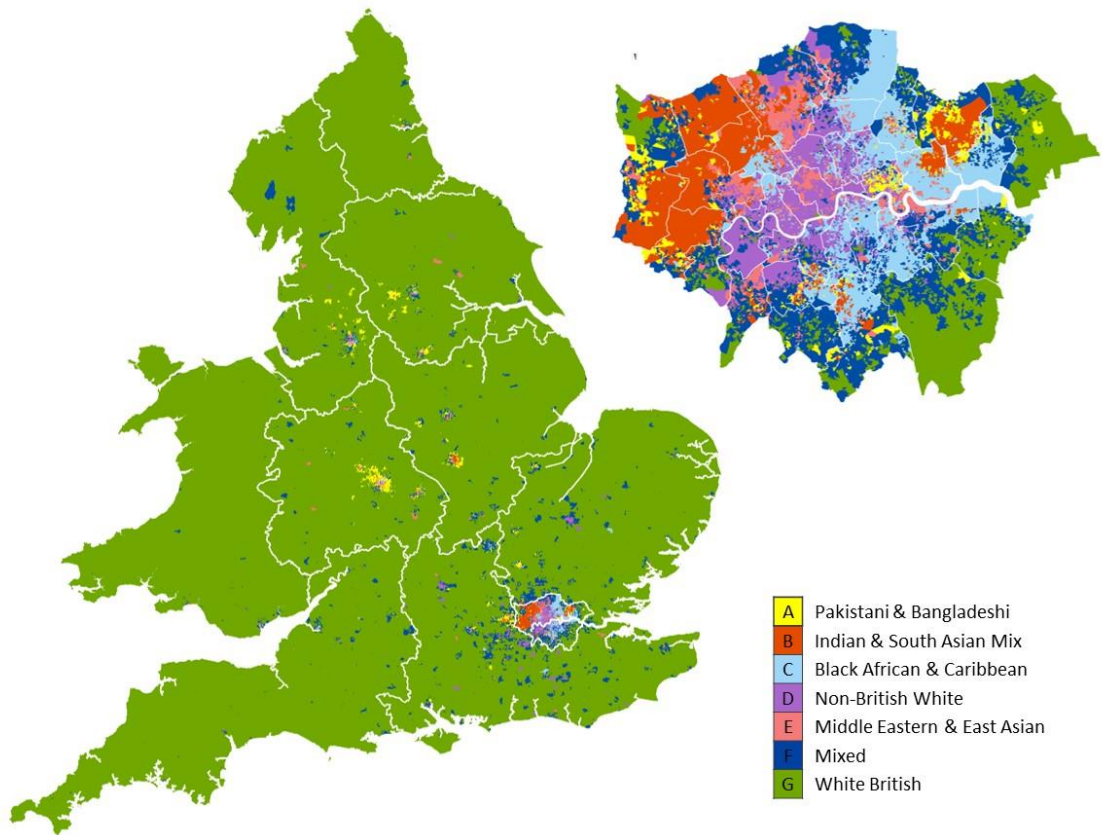 A Pakistani & Bangladeshi
B Indian & South Asian Mix
C Black African & Caribbean
D Non-British White
E Middle Eastern & East Asian
F Mixed
G White British